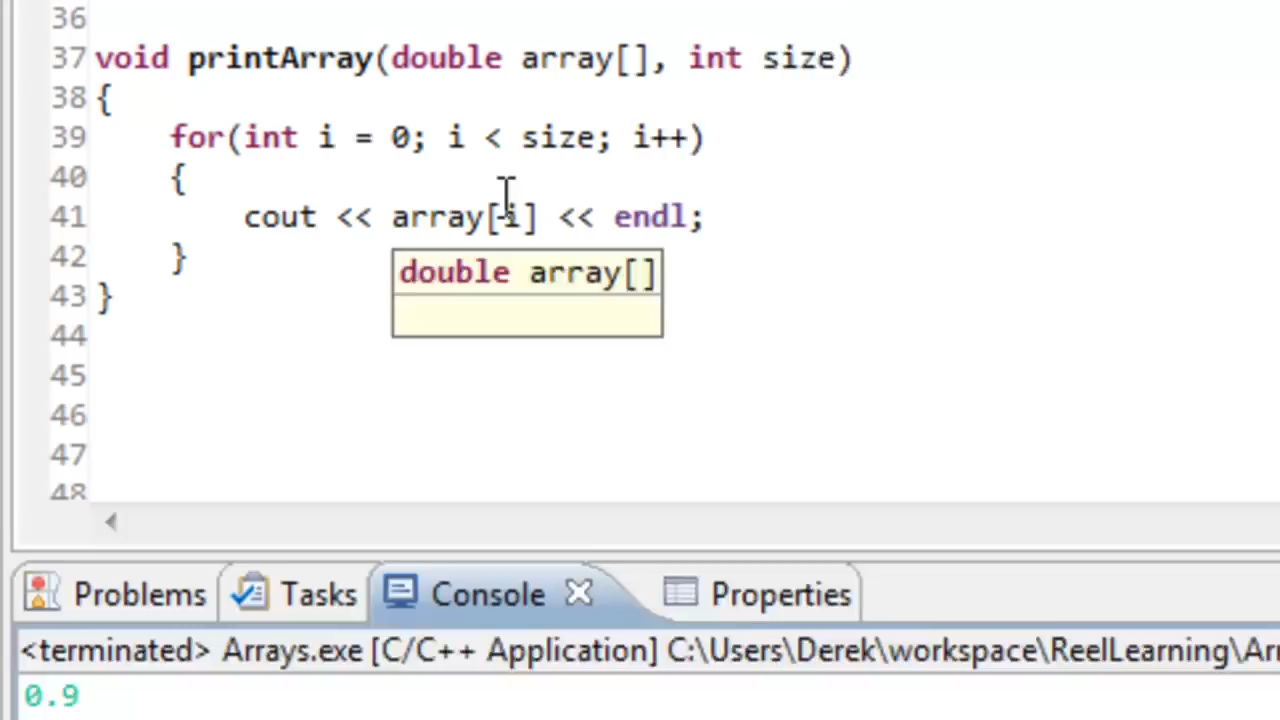 36
37 void printArray(double array[], int size)
38 {
39 for(int i = 0; i < size; i++)
40 {
41 cout << array[i] << endl;
42 }
double array[]
43 }
44
45
46
47
48
Problems Tasks Console Properties
<terminated> Arrays.exe [C/C++ Application] C:\Users\Derek\workspace\ReelLearning\Arr
0.9